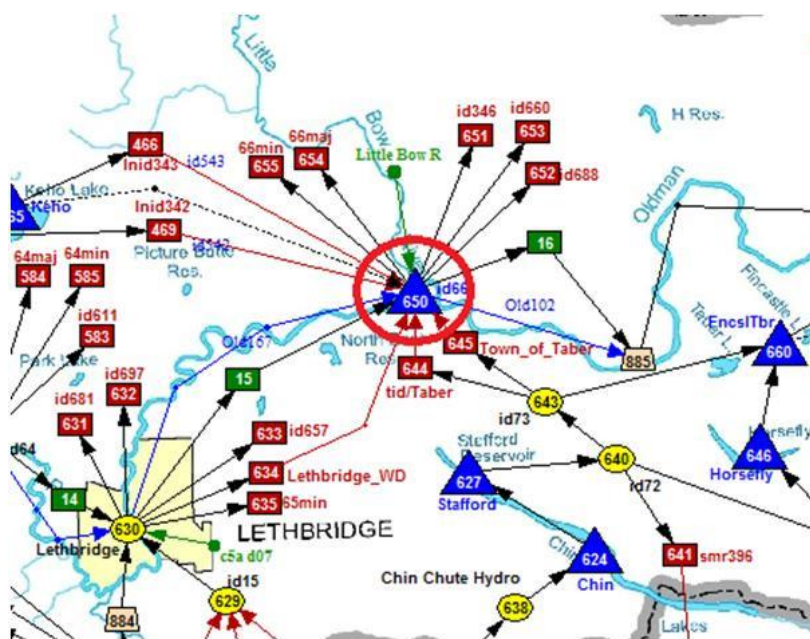 Little
Bow
H Res.
Oldman
id346
id660
651
653
66maj
66min
654
655
Little Bow R
652
id688
466
lnid343
id543
Keho Lake
65
Keho
lnid342
469
Picture Butte
Res.
16
64maj
64min
584
585
id611
583
Park Lake
id66
650
Old102
Old167
North
Res.
645
Town_of_Taber
644
tid/Taber
885
Fincastle
EncslTbr
660
15
id697
632
id681
631
643
id73
633
id657
634
Lethbridge_WD
635
65min
Stafford
Reservoir
627
Stafford
640
id72
Horsefly
646
Horsefly
id64
14
630
Lethbridge
LETHBRIDGE
c5a d07
id15
629
884
Chin Chute Hydro
638
624
Chin
Chin
641
smr396
Lakes